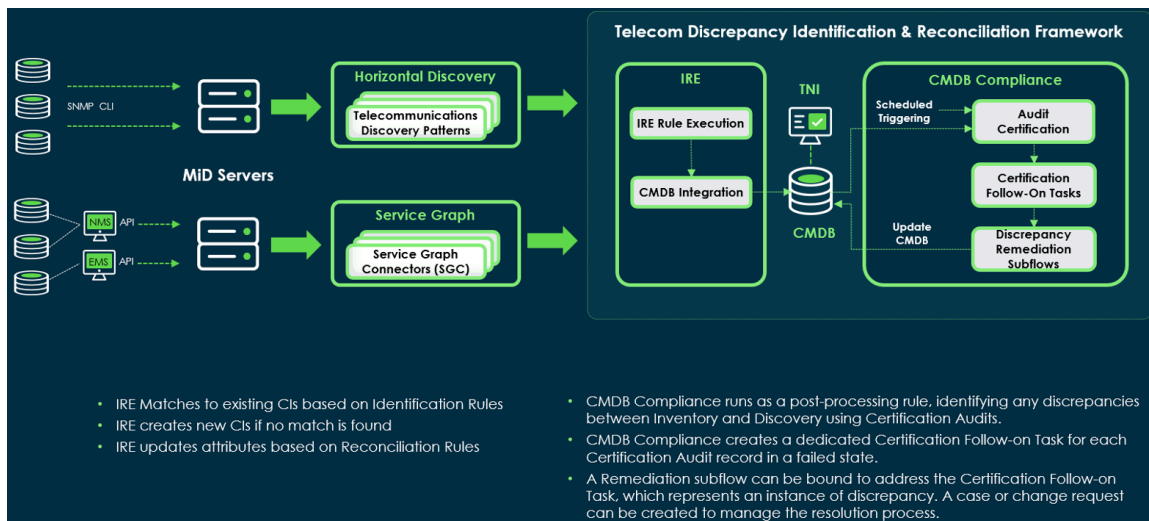 Telecom Discrepancy Identification & Reconciliation Framework
SNMP CLI
MiD Servers
NMS
API
EMS
API
Horizontal Discovery
Telecommunications
Discovery Patterns
Service Graph
Service Graph
Connectors (SGC)
IRE
IRE Rule Execution
CMDB Integration
TNI
CMDB
CMDB Compliance
Scheduled
Triggering
Audit
Certification
Certification
Follow-On Tasks
Update
CMDB
Discrepancy
Remediation
Subflows
• IRE Matches to existing CIs based on Identification Rules
• IRE creates new CIs if no match is found
• IRE updates attributes based on Reconciliation Rules
• CMDB Compliance runs as a post-processing rule, identifying any discrepancies
between Inventory and Discovery using Certification Audits.
• CMDB Compliance creates a dedicated Certification Follow-on Task for each
Certification Audit record in a failed state.
• A Remediation subflow can be bound to address the Certification Follow-on
Task, which represents an instance of discrepancy. A case or change request
can be created to manage the resolution process.